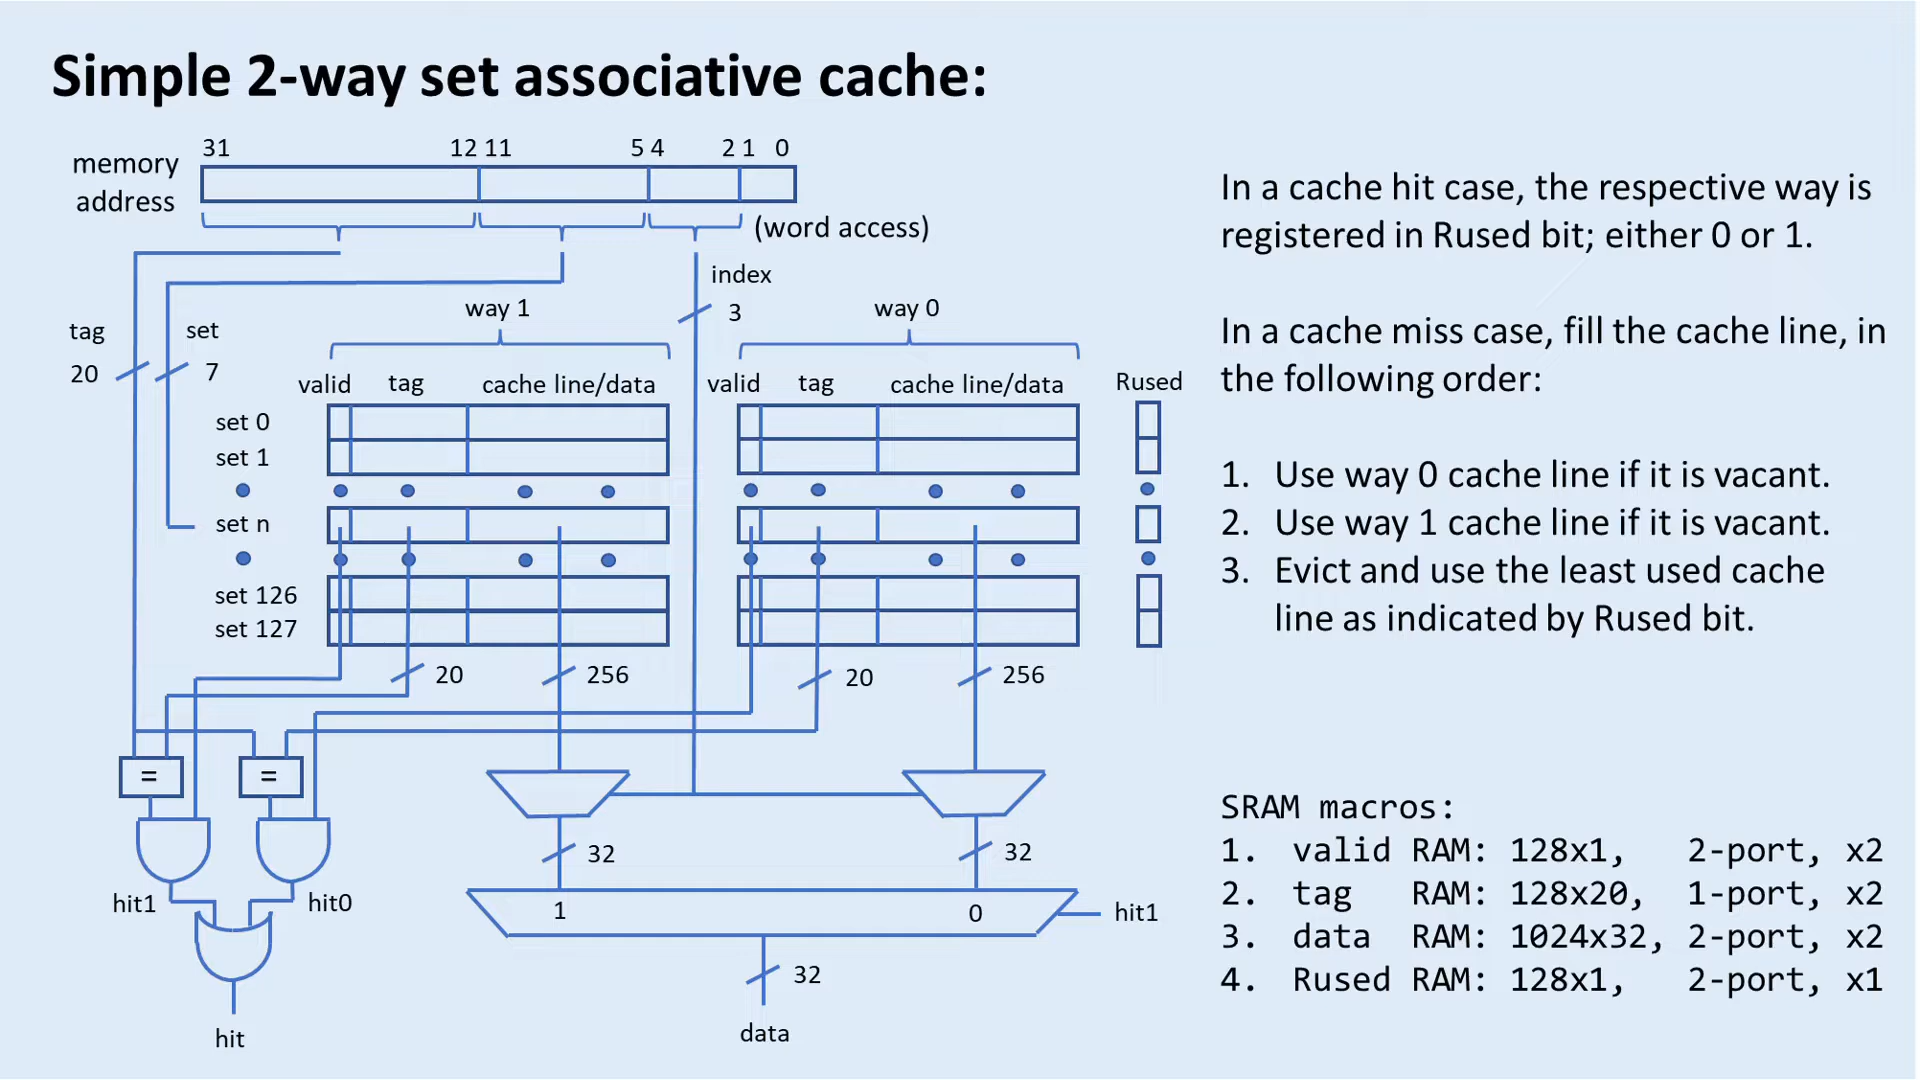 Simple 2-way set associative cache:
31 12 11 5 4 2 1 0
memory
address
(word access)
In a cache hit case, the respective way is
registered in Rused bit; either 0 or 1.
index
3
way 1
way 0
tag
20
set
7
In a cache miss case, fill the cache line, in
the following order:
valid tag cache line/data
valid tag cache line/data
Rused
set 0
set 1
set n
set 126
set 127
1. Use way 0 cache line if it is vacant.
2. Use way 1 cache line if it is vacant.
3. Evict and use the least used cache
line as indicated by Rused bit.
20 256 20 256
= =
32 32
hit1 hit0
1 0 hit1
32
hit
data
SRAM macros:
1. valid RAM: 128x1, 2-port, x2
2. tag RAM: 128x20, 1-port, x2
3. data RAM: 1024x32, 2-port, x2
4. Rused RAM: 128x1, 2-port, x1